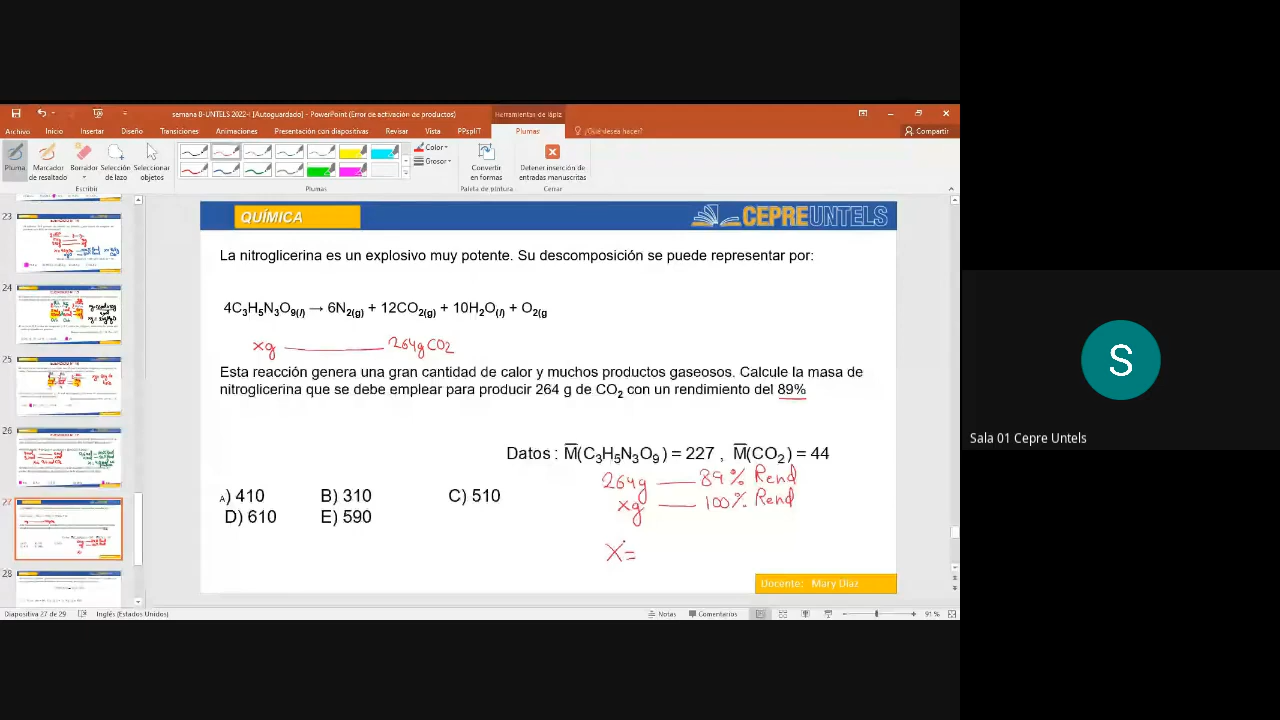 semana 8-UNTELS 2022-I [Autoguardado] - PowerPoint (Error de activación de productos)
Herramientas de lápiz
Archivo Inicio Insertar Diseño Transiciones Animaciones Presentación con diapositivas Revisar Vista PPspliT Plumas ¿Qué desea hacer? Compartir
Pluma
Marcador de resaltado
Borrador
Selección de lazo
Seleccionar objetos
Color
Grosor
Convertir en formas
Detener inserción de entradas manuscritas
Escribir
Plumas
Paleta de pintura
Cerrar
23
24
25
26
27
28
QUÍMICA
CEPREUNTELS
La nitroglicerina es un explosivo muy potente. Su descomposición se puede representar por:
4C₃H₅N₃O₉(l) → 6N₂(g) + 12CO₂(g) + 10H₂O(l) + O₂(g
xg ——— 264g CO2
Esta reacción genera una gran cantidad de calor y muchos productos gaseosos. Calcule la masa de
nitroglicerina que se debe emplear para producir 264 g de CO₂ con un rendimiento del 89%
Datos : M̅(C₃H₅N₃O₉ ) = 227 , M̅(CO₂) = 44
264g —— 89% Rend
A) 410 B) 310 C) 510
xg —— 100% Rend
D) 610 E) 590
X=
Docente: Mary Diaz
Diapositiva 27 de 29 Inglés (Estados Unidos) Notas Comentarios 91 %
S
Sala 01 Cepre Untels